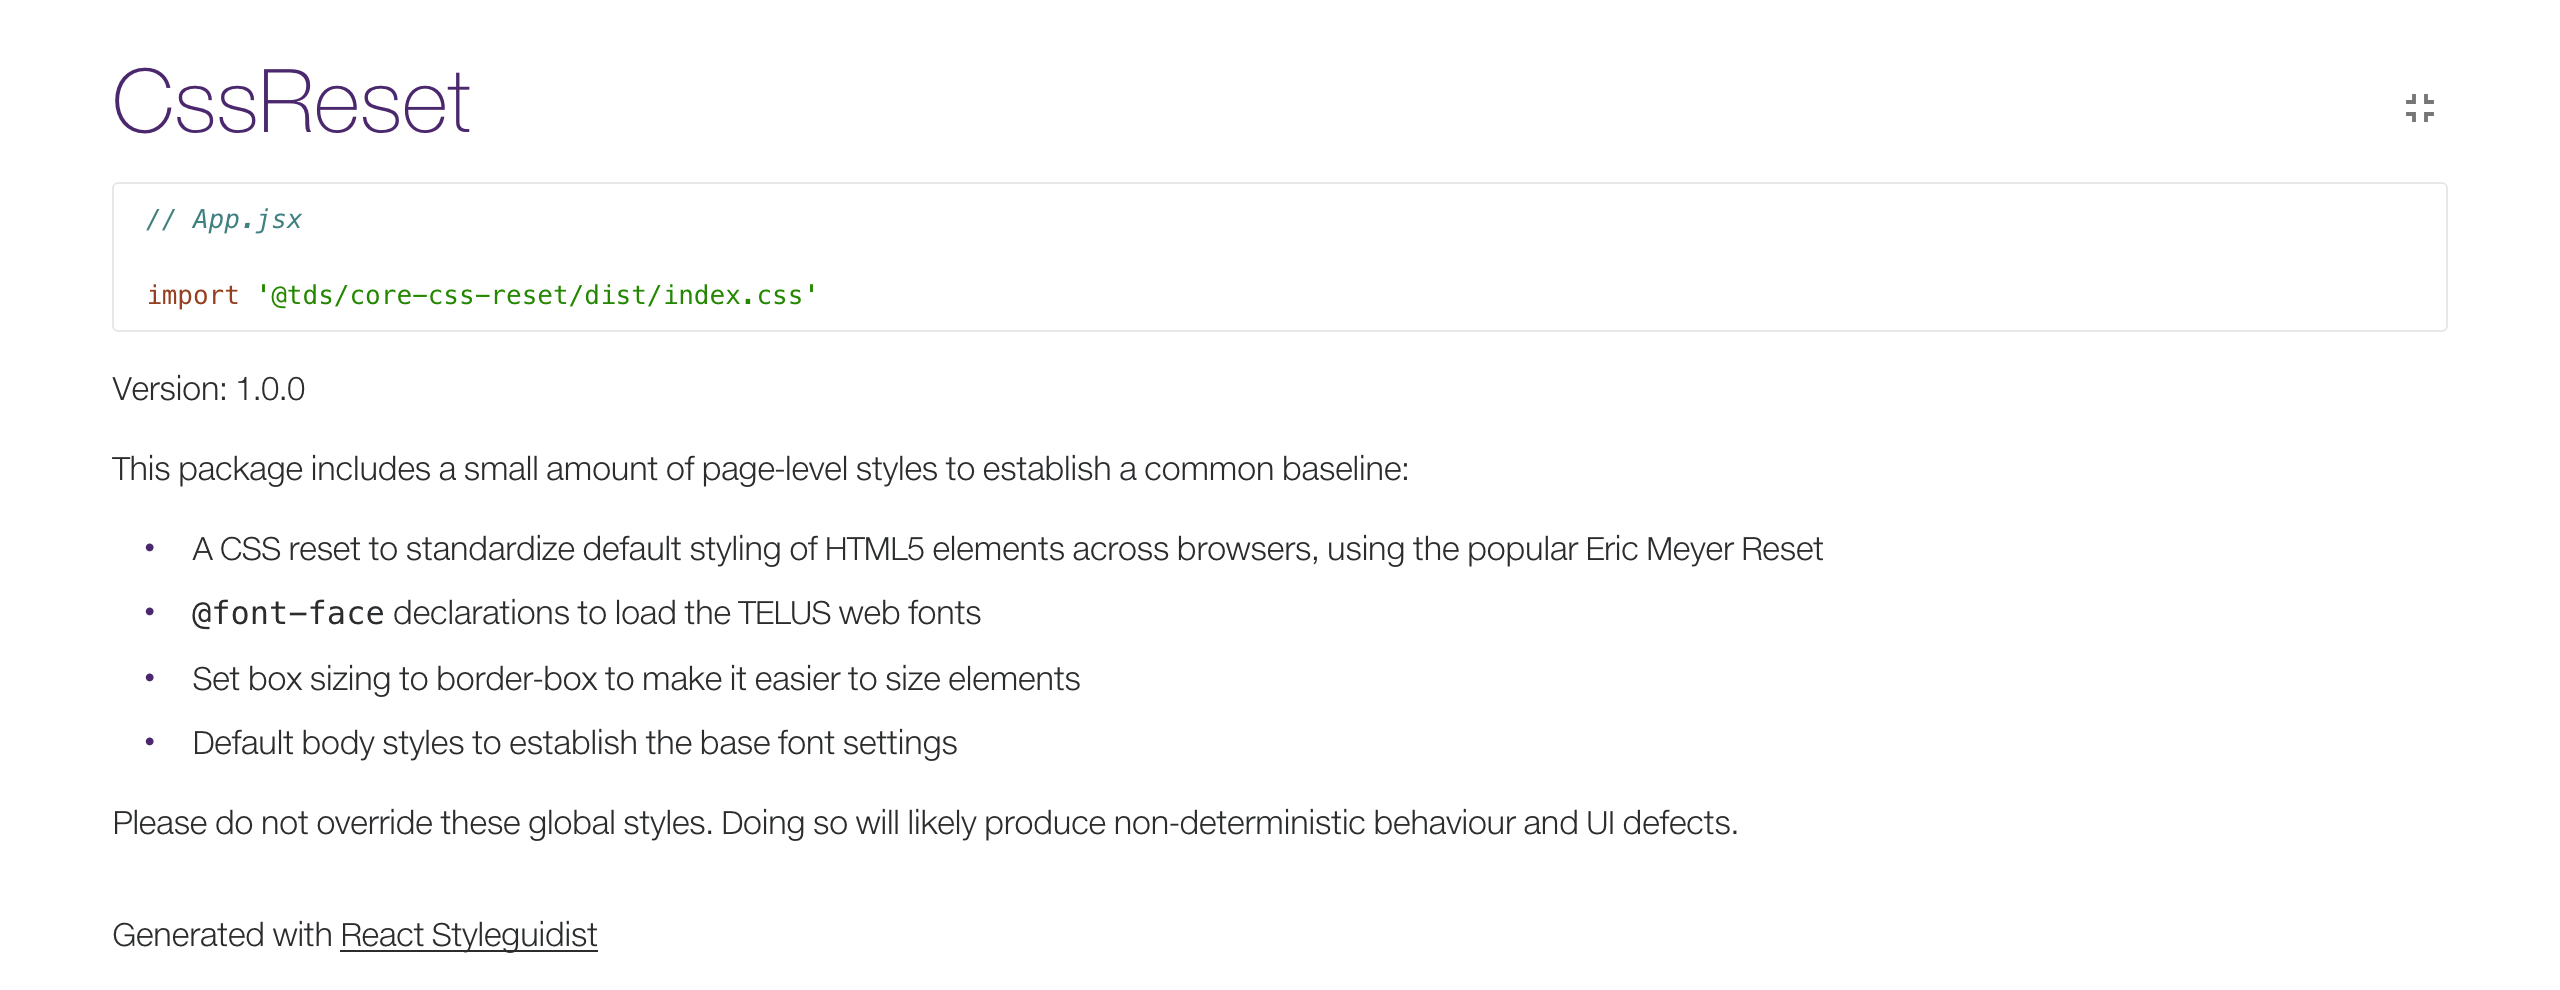 CssReset
// App.jsx
import '@tds/core-css-reset/dist/index.css'
Version: 1.0.0
This package includes a small amount of page-level styles to establish a common baseline:
• A CSS reset to standardize default styling of HTML5 elements across browsers, using the popular Eric Meyer Reset
• @font-face declarations to load the TELUS web fonts
• Set box sizing to border-box to make it easier to size elements
• Default body styles to establish the base font settings
Please do not override these global styles. Doing so will likely produce non-deterministic behaviour and UI defects.
Generated with React Styleguidist